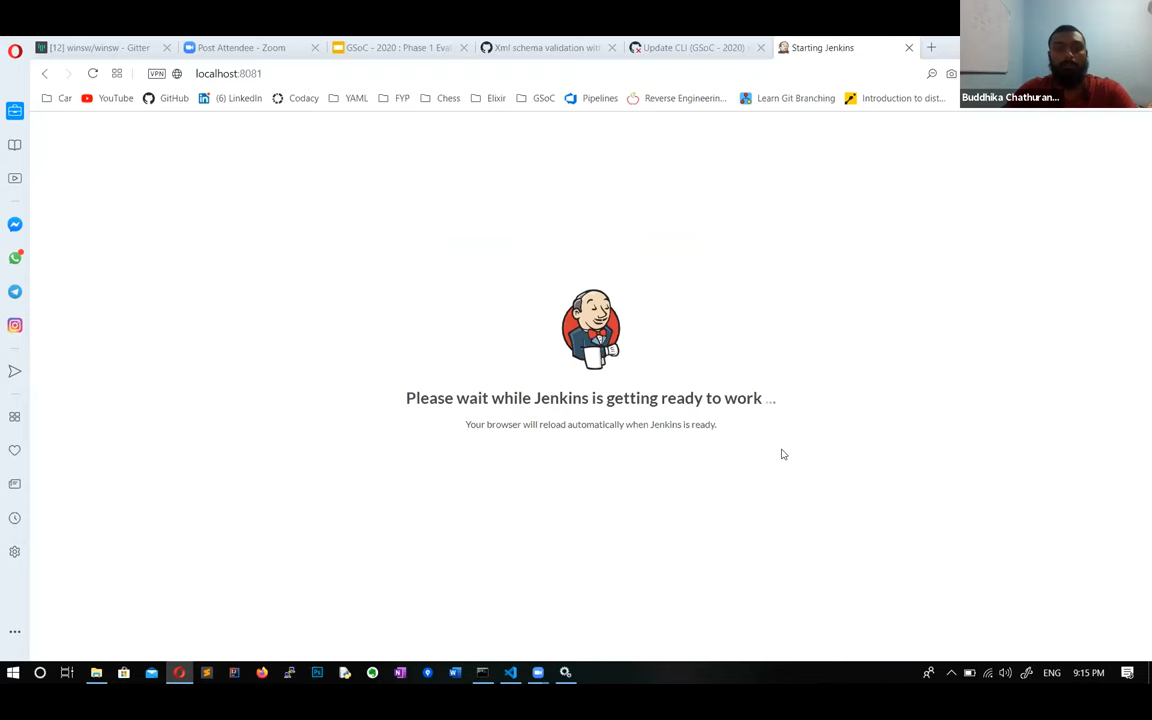 [12] winsw/winsw - Gitter
Post Attendee - Zoom
GSoC - 2020 : Phase 1 Eval
Xml schema validation with
Update CLI (GSoC - 2020)
Starting Jenkins
VPN
localhost:8081
Car
YouTube
GitHub
(6) LinkedIn
Codacy
YAML
FYP
Chess
Elixir
GSoC
Pipelines
Reverse Engineerin...
Learn Git Branching
Introduction to dist...
Buddhika Chathuran...
Please wait while Jenkins is getting ready to work ...
Your browser will reload automatically when Jenkins is ready.
ENG
9:15 PM